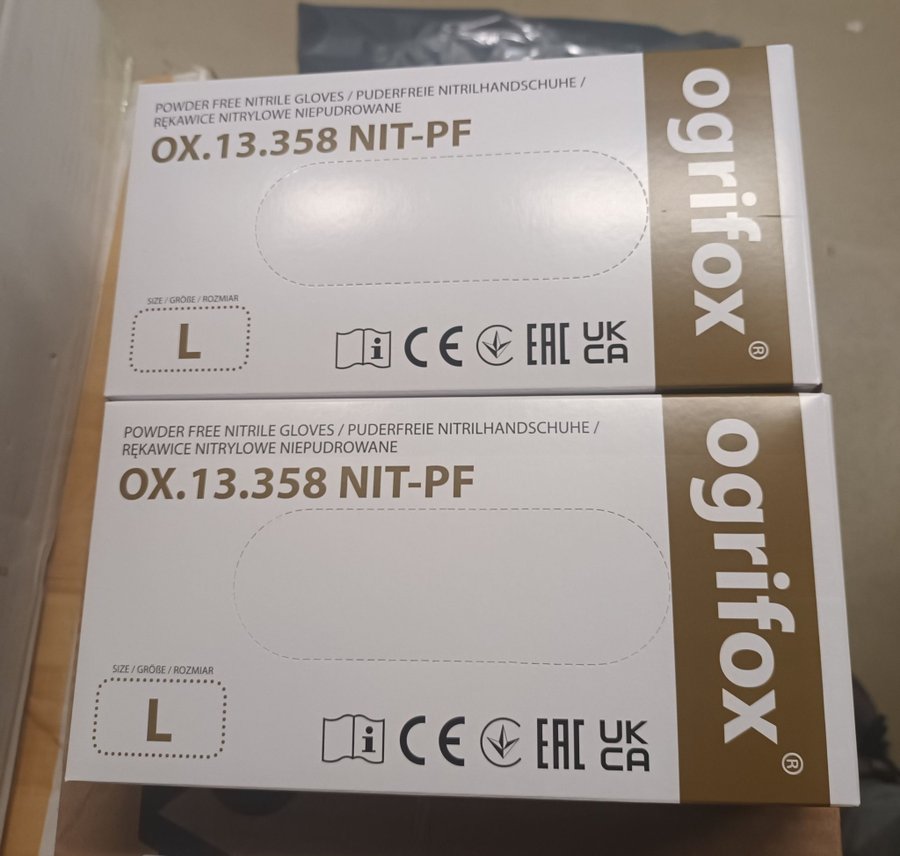 POWDER FREE NITRILE GLOVES / PUDERFREIE NITRILHANDSCHUHE /
RĘKAWICE NITRYLOWE NIEPUDROWANE
OX.13.358 NIT-PF
SIZE / GRÖßE / ROZMIAR
L
i CE EAC UK
CA
ogrifox ®
POWDER FREE NITRILE GLOVES / PUDERFREIE NITRILHANDSCHUHE /
RĘKAWICE NITRYLOWE NIEPUDROWANE
OX.13.358 NIT-PF
SIZE / GRÖßE / ROZMIAR
L
i CE EAC UK
CA
ogrifox ®